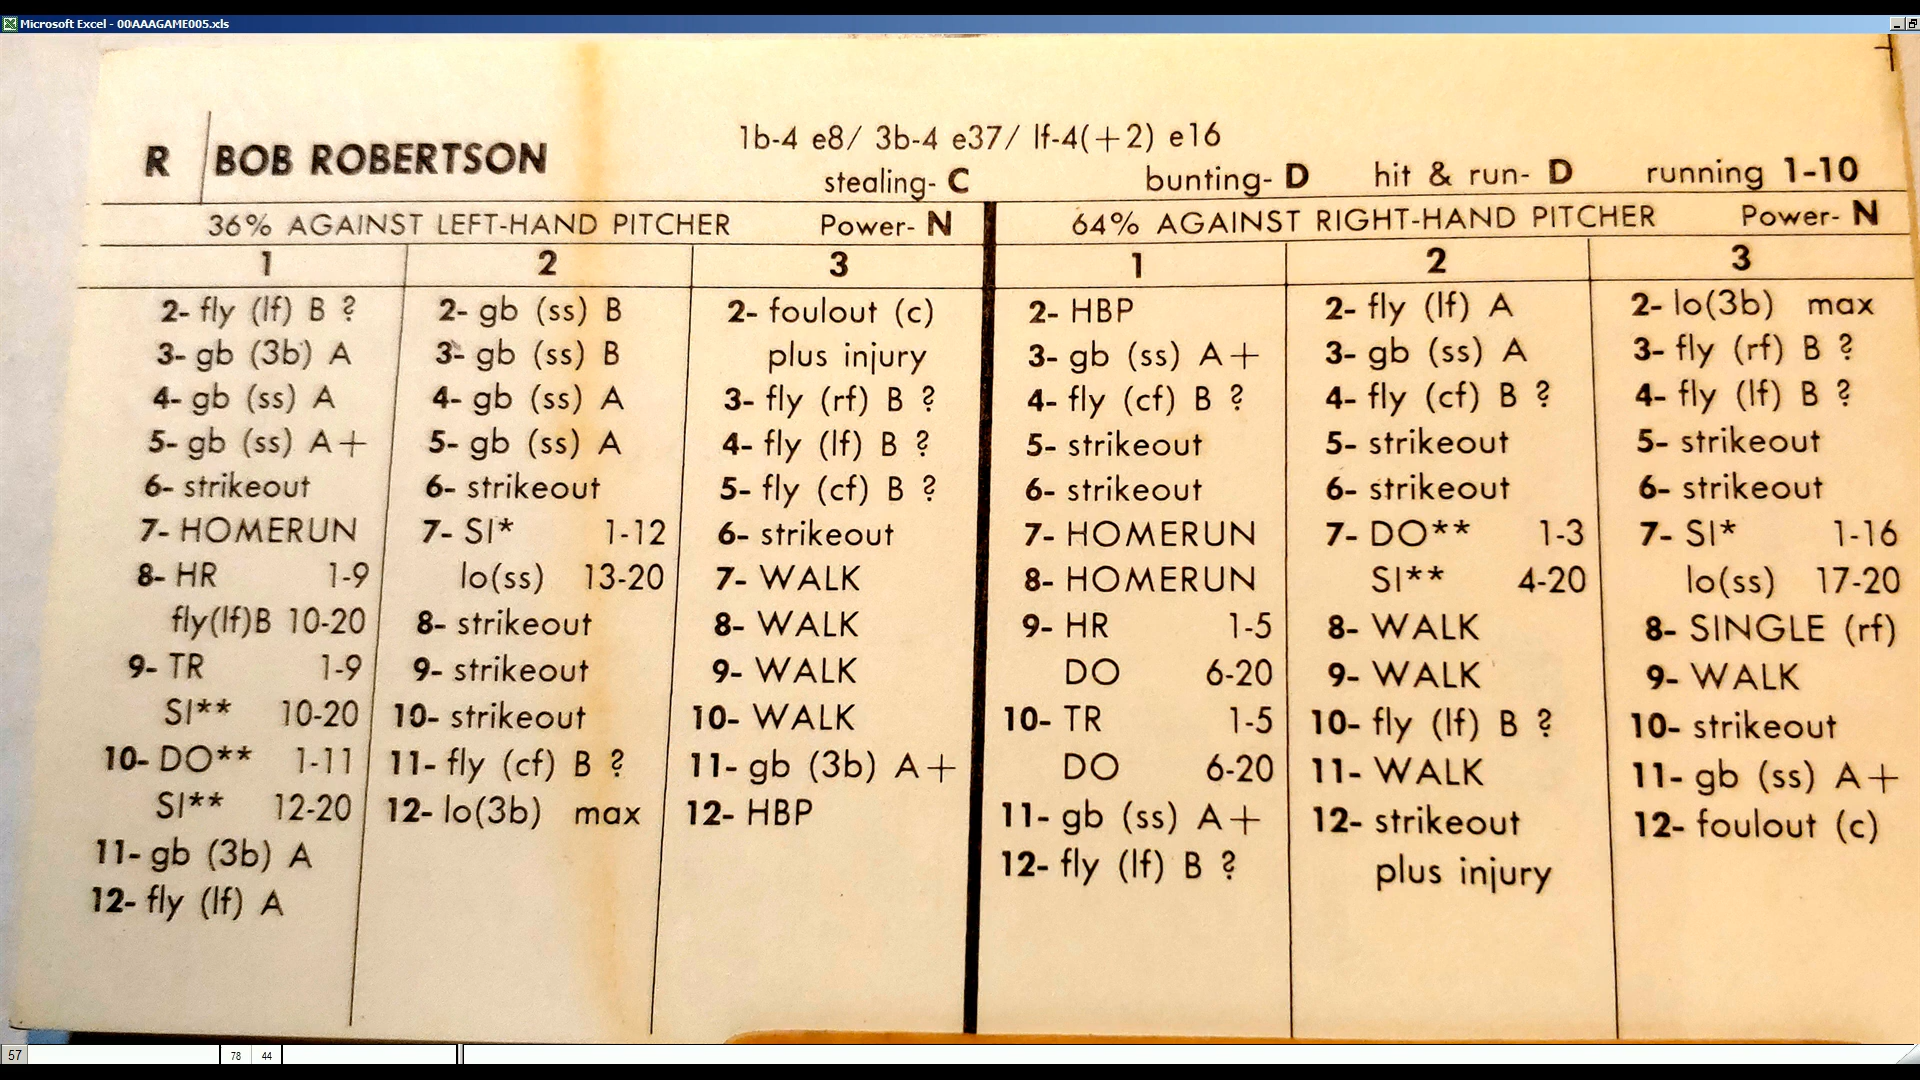 Microsoft Excel - 00AAAGAME005.xls
R BOB ROBERTSON
1b-4 e8/ 3b-4 e37/ lf-4(+2) e16
stealing- C bunting- D hit & run- D running 1-10
36% AGAINST LEFT-HAND PITCHER Power- N
1 2 3
2- fly (lf) B ?
3- gb (3b) A
4- gb (ss) A
5- gb (ss) A+
6- strikeout
7- HOMERUN
8- HR 1-9
fly(lf)B 10-20
9- TR 1-9
SI** 10-20
10- DO** 1-11
SI** 12-20
11- gb (3b) A
12- fly (lf) A
2- gb (ss) B
3- gb (ss) B
4- gb (ss) A
5- gb (ss) A
6- strikeout
7- SI* 1-12
lo(ss) 13-20
8- strikeout
9- strikeout
10- strikeout
11- fly (cf) B ?
12- lo(3b) max
2- foulout (c)
plus injury
3- fly (rf) B ?
4- fly (lf) B ?
5- fly (cf) B ?
6- strikeout
7- WALK
8- WALK
9- WALK
10- WALK
11- gb (3b) A+
12- HBP
64% AGAINST RIGHT-HAND PITCHER Power- N
1 2 3
2- HBP
3- gb (ss) A+
4- fly (cf) B ?
5- strikeout
6- strikeout
7- HOMERUN
8- HOMERUN
9- HR 1-5
DO 6-20
10- TR 1-5
DO 6-20
11- gb (ss) A+
12- fly (lf) B ?
2- fly (lf) A
3- gb (ss) A
4- fly (cf) B ?
5- strikeout
6- strikeout
7- DO** 1-3
SI** 4-20
8- WALK
9- WALK
10- fly (lf) B ?
11- WALK
12- strikeout
plus injury
2- lo(3b) max
3- fly (rf) B ?
4- fly (lf) B ?
5- strikeout
6- strikeout
7- SI* 1-16
lo(ss) 17-20
8- SINGLE (rf)
9- WALK
10- strikeout
11- gb (ss) A+
12- foulout (c)
57 78 44